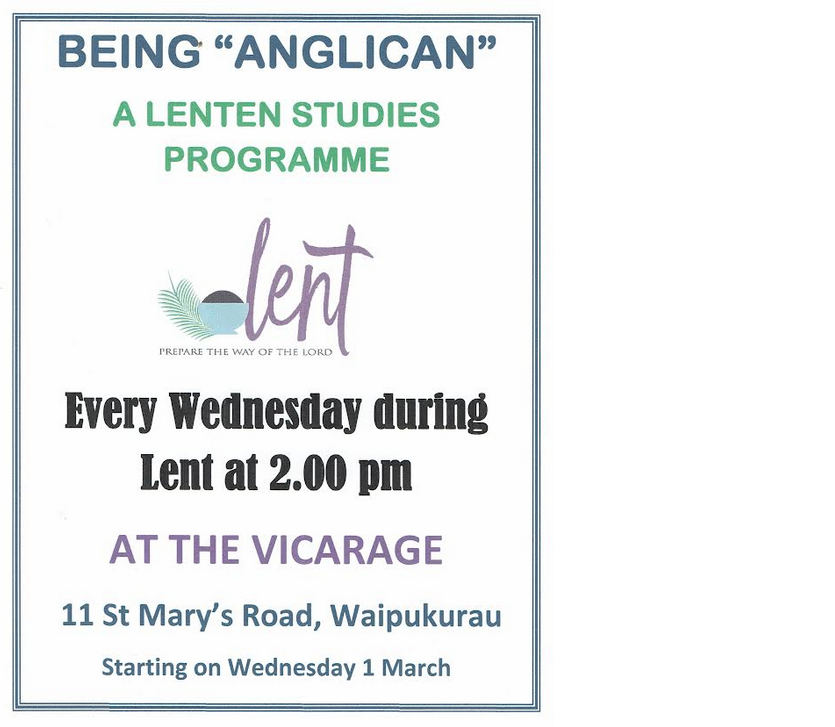 BEING “ANGLICAN”
A LENTEN STUDIES
PROGRAMME
lent
PREPARE THE WAY OF THE LORD
Every Wednesday during
Lent at 2.00 pm
AT THE VICARAGE
11 St Mary’s Road, Waipukurau
Starting on Wednesday 1 March